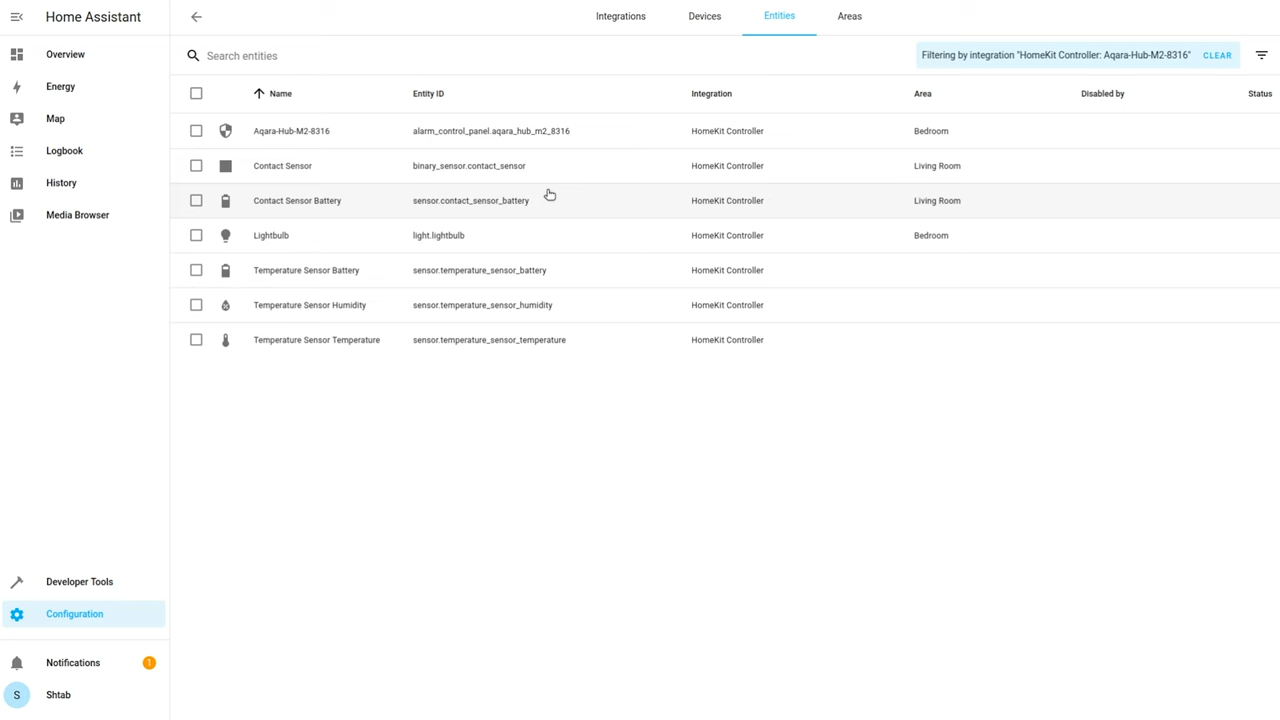 Home Assistant
Integrations Devices Entities Areas
Overview
Energy
Map
Logbook
History
Media Browser
Developer Tools
Configuration
Notifications 1
S Shtab
Search entities
Filtering by integration "HomeKit Controller: Aqara-Hub-M2-8316" CLEAR
Name Entity ID Integration Area Disabled by Status
Aqara-Hub-M2-8316 alarm_control_panel.aqara_hub_m2_8316 HomeKit Controller Bedroom
Contact Sensor binary_sensor.contact_sensor HomeKit Controller Living Room
Contact Sensor Battery sensor.contact_sensor_battery HomeKit Controller Living Room
Lightbulb light.lightbulb HomeKit Controller Bedroom
Temperature Sensor Battery sensor.temperature_sensor_battery HomeKit Controller
Temperature Sensor Humidity sensor.temperature_sensor_humidity HomeKit Controller
Temperature Sensor Temperature sensor.temperature_sensor_temperature HomeKit Controller